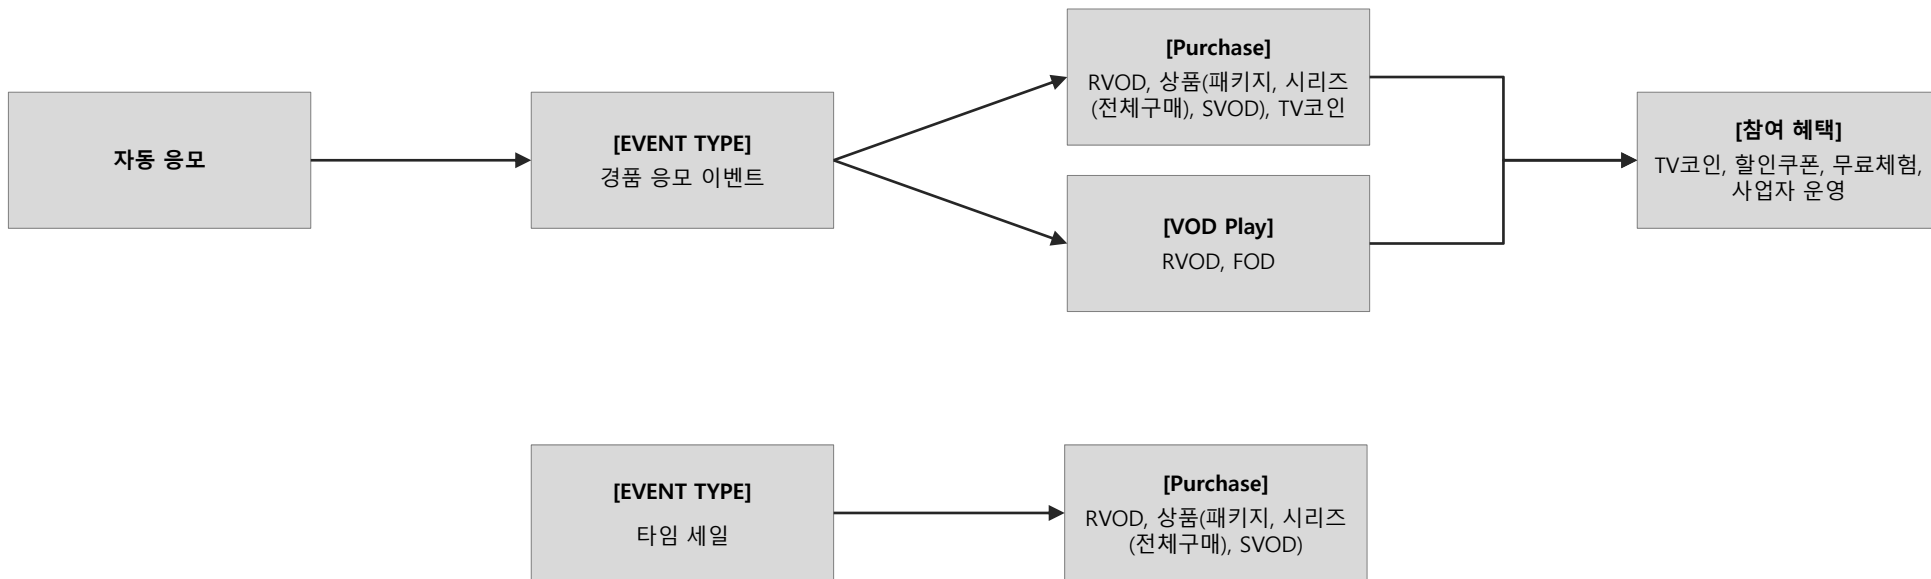 자동 응모
[EVENT TYPE]
경품 응모 이벤트
[Purchase]
RVOD, 상품(패키지, 시리즈
(전체구매), SVOD), TV코인
[VOD Play]
RVOD, FOD
[참여 혜택]
TV코인, 할인쿠폰, 무료체험,
사업자 운영
[EVENT TYPE]
타임 세일
[Purchase]
RVOD, 상품(패키지, 시리즈
(전체구매), SVOD)